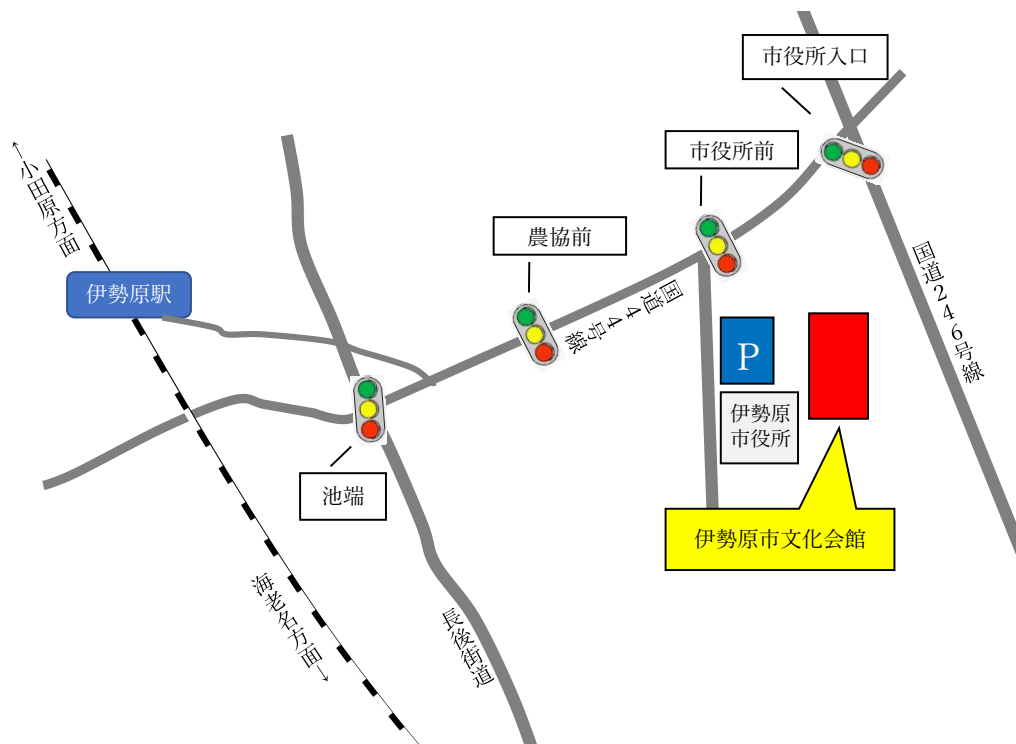 市役所入口
市役所前
農協前
←小田原方面
伊勢原駅
国道44号線
国道246号線
P
伊勢原
市役所
池端
伊勢原市文化会館
海老名方面→
長後街道